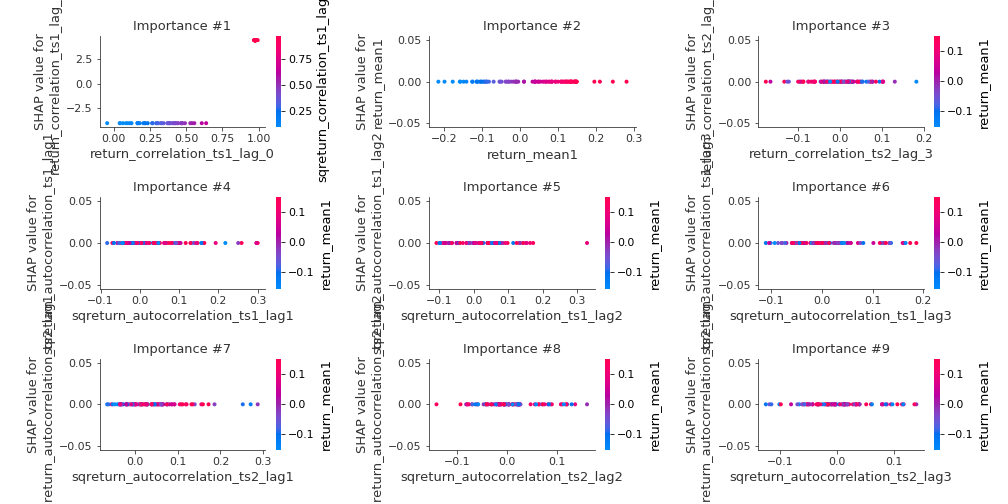 Importance #1
SHAP value for
return_correlation_ts1_lag_0
2.5
0.0
−2.5
0.00
0.25
0.50
0.75
1.00
return_correlation_ts1_lag_0
0.75
0.50
0.25
Importance #2
SHAP value for
return_mean1
0.05
0.00
−0.05
−0.2
−0.1
0.0
0.1
0.2
0.3
return_mean1
Importance #3
SHAP value for
return_correlation_ts2_lag_3
0.05
0.00
−0.05
−0.1
0.0
0.1
0.2
return_correlation_ts2_lag_3
0.1
0.0
−0.1
Importance #4
SHAP value for
sqreturn_autocorrelation_ts1_lag1
0.05
0.00
−0.05
−0.1
0.0
0.1
0.2
0.3
sqreturn_autocorrelation_ts1_lag1
0.1
0.0
−0.1
return_mean1
Importance #5
SHAP value for
sqreturn_autocorrelation_ts1_lag2
0.05
0.00
−0.05
−0.1
0.0
0.1
0.2
0.3
sqreturn_autocorrelation_ts1_lag2
0.1
0.0
−0.1
return_mean1
Importance #6
SHAP value for
sqreturn_autocorrelation_ts1_lag3
0.05
0.00
−0.05
−0.1
0.0
0.1
0.2
sqreturn_autocorrelation_ts1_lag3
0.1
0.0
−0.1
return_mean1
Importance #7
SHAP value for
sqreturn_autocorrelation_ts2_lag1
0.05
0.00
−0.05
0.0
0.1
0.2
0.3
sqreturn_autocorrelation_ts2_lag1
0.1
0.0
−0.1
return_mean1
Importance #8
SHAP value for
sqreturn_autocorrelation_ts2_lag2
0.05
0.00
−0.05
−0.1
0.0
0.1
sqreturn_autocorrelation_ts2_lag2
0.1
0.0
−0.1
return_mean1
Importance #9
SHAP value for
sqreturn_autocorrelation_ts2_lag3
0.05
0.00
−0.05
−0.1
0.0
0.1
sqreturn_autocorrelation_ts2_lag3
0.1
0.0
−0.1
return_mean1